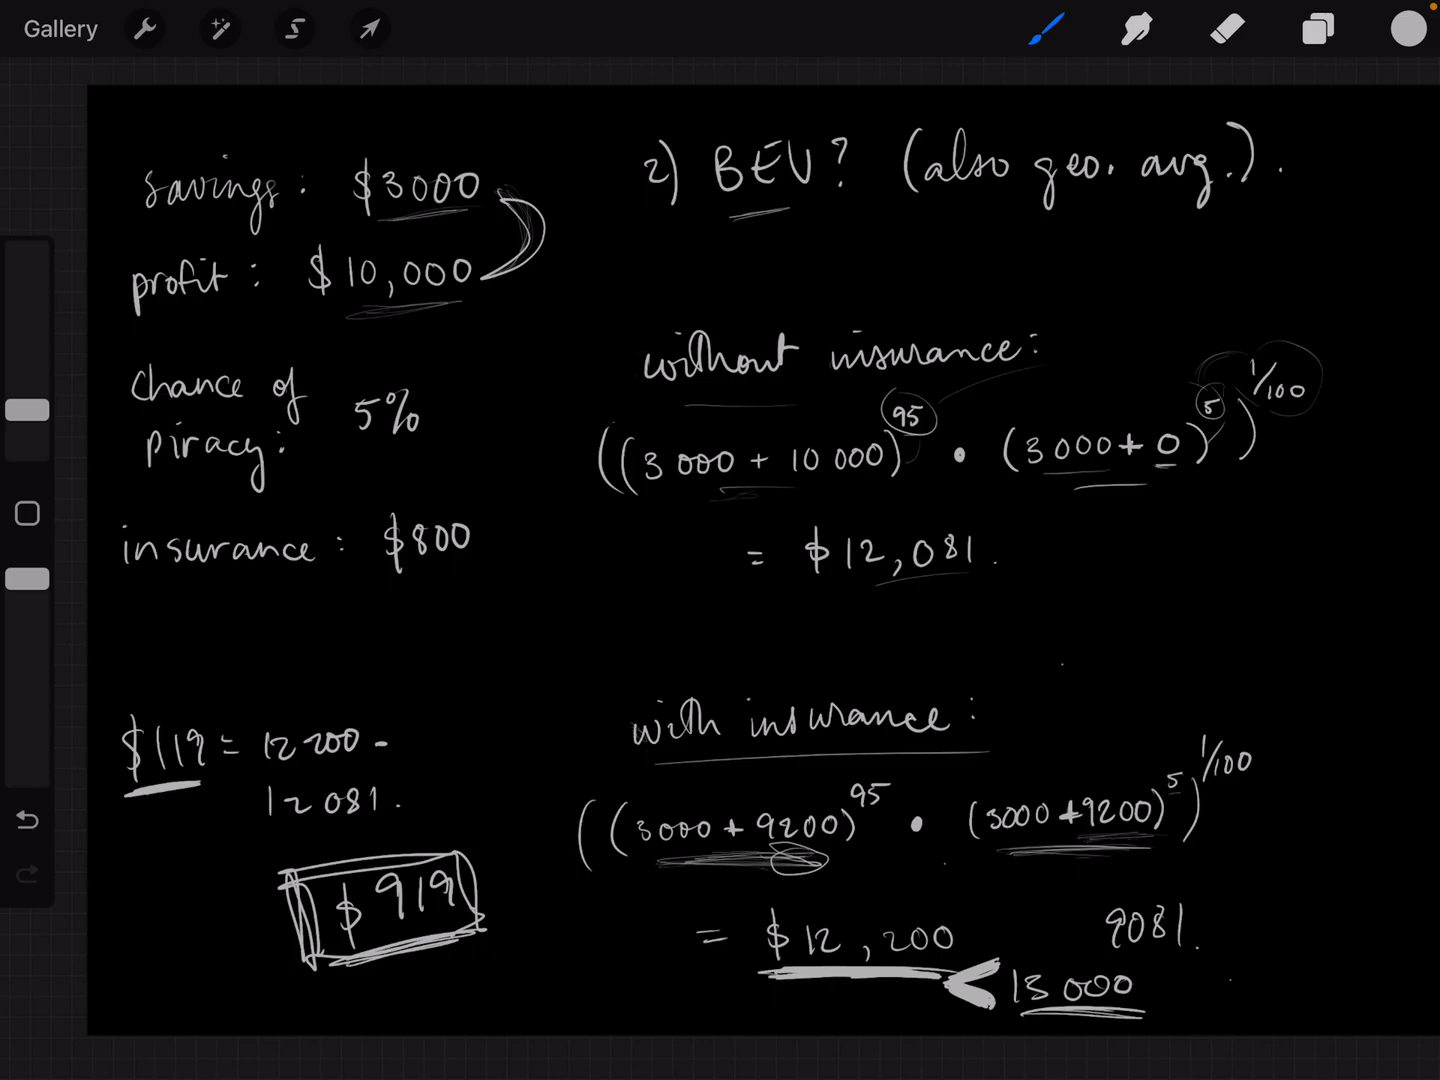 Gallery
savings: $3000
profit: $10,000
chance of
piracy: 5%
insurance: $800
$119 = 12 200 -
12 081.
$919
2) BEV? (also geo. avg.).
without insurance:
((3 000 + 10 000)^95 • (3 000 + 0)^5)^1/100
= $12,081.
with insurance:
((3000 + 9200)^95 • (3000 + 9200)^5)^1/100
= $12,200
9081.
< 13 000